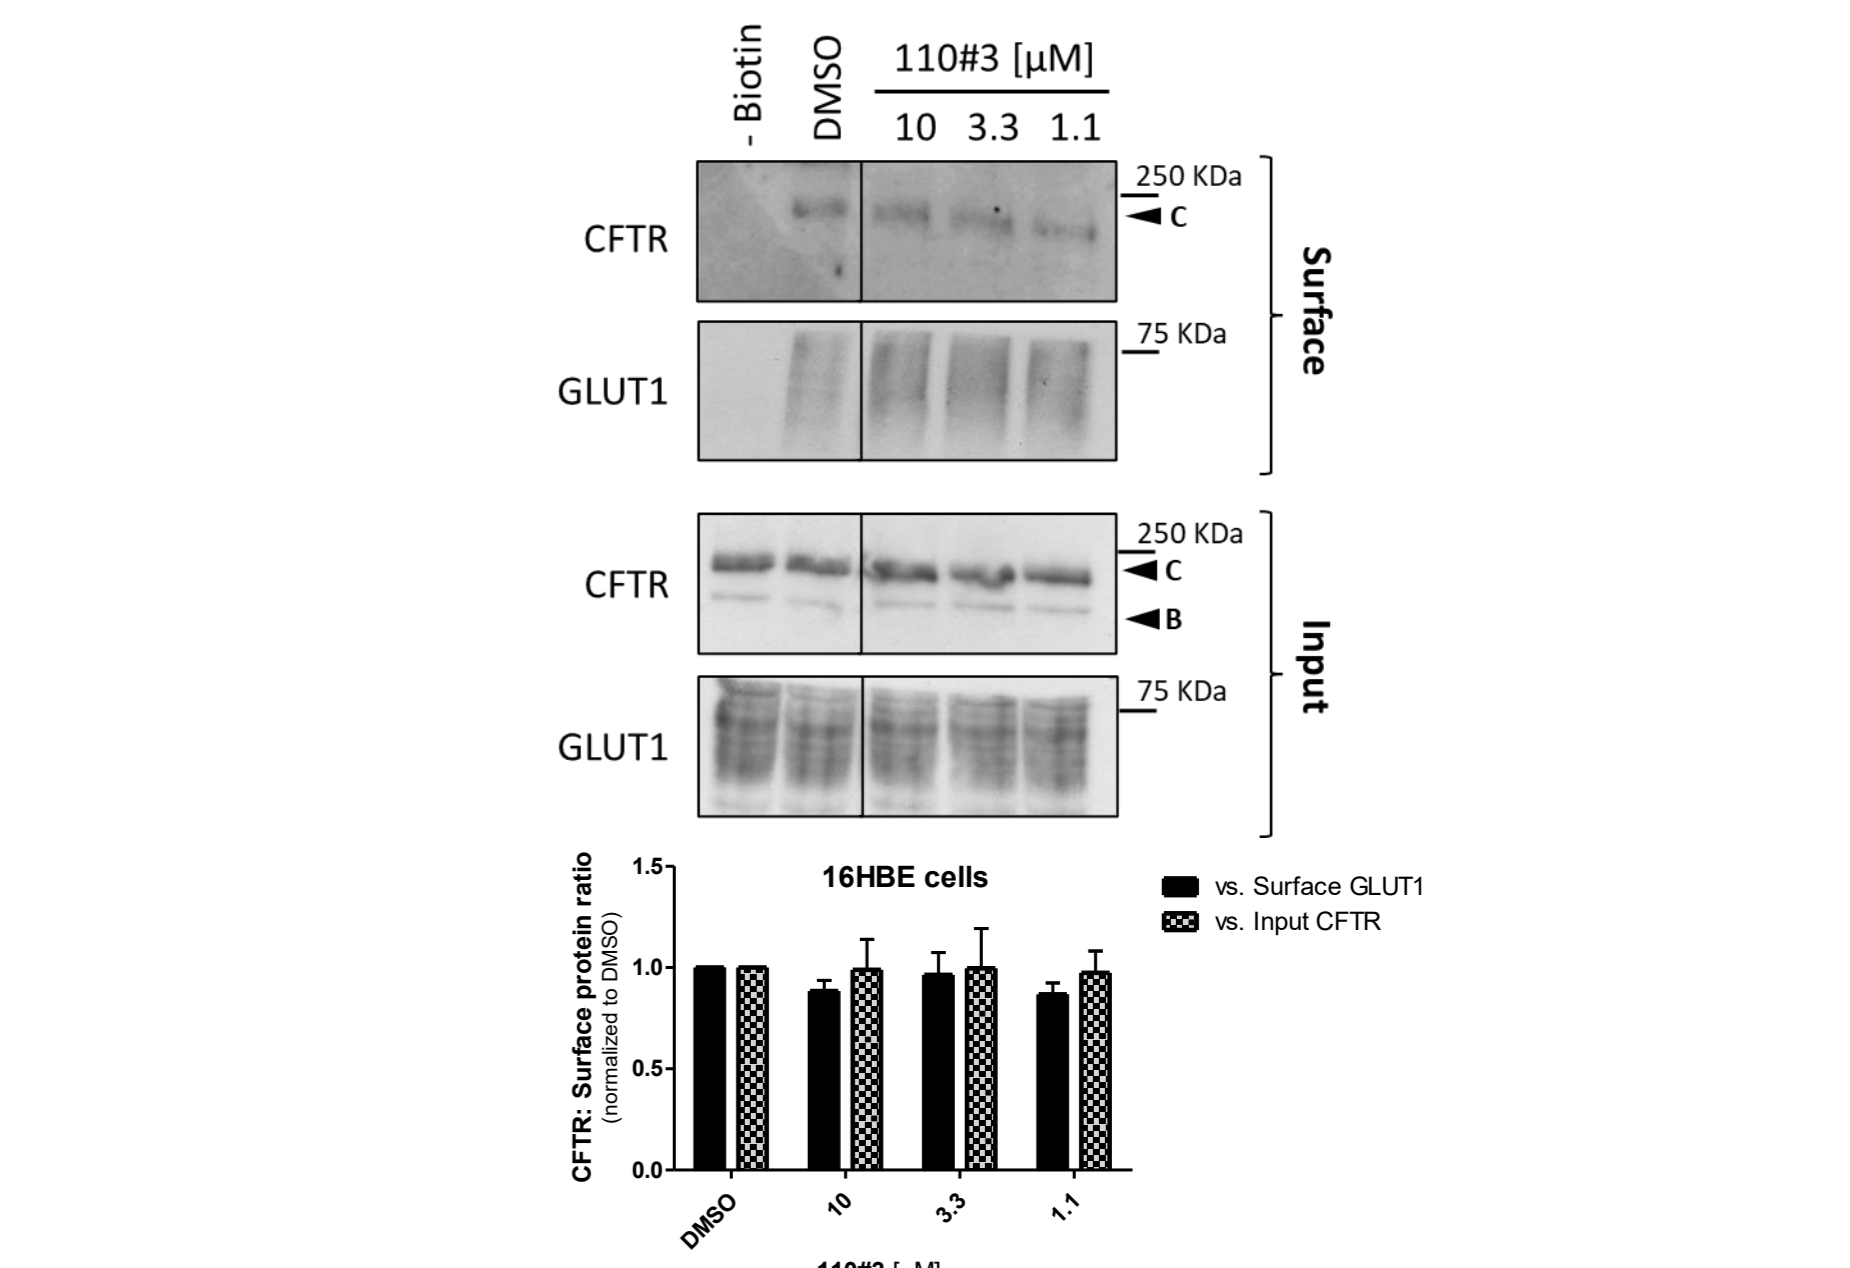 - Biotin
DMSO
110#3 [µM]
10 3.3 1.1
CFTR
250 KDa
C
GLUT1
75 KDa
Surface
CFTR
250 KDa
C
B
GLUT1
75 KDa
Input
16HBE cells
CFTR: Surface protein ratio
(normalized to DMSO)
1.5
1.0
0.5
0.0
DMSO
10
3.3
1.1
vs. Surface GLUT1
vs. Input CFTR